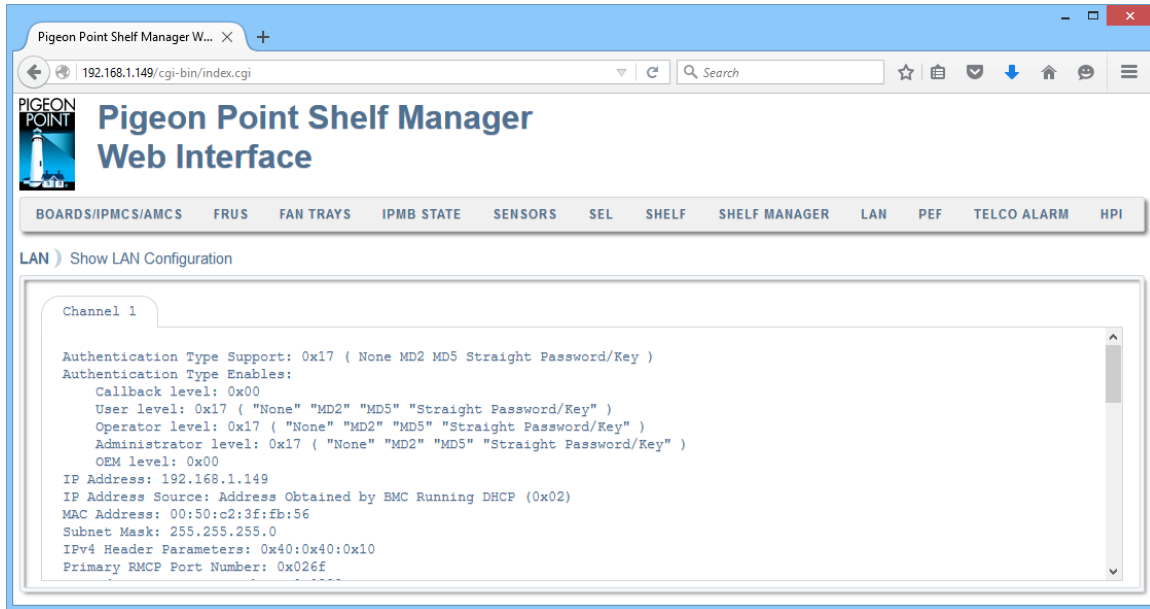 Pigeon Point Shelf Manager W...
192.168.1.149/cgi-bin/index.cgi
Search
PIGEON
POINT
Pigeon Point Shelf Manager
Web Interface
BOARDS/IPMCS/AMCS FRUS FAN TRAYS IPMB STATE SENSORS SEL SHELF SHELF MANAGER LAN PEF TELCO ALARM HPI
LAN ) Show LAN Configuration
Channel 1
Authentication Type Support: 0x17 ( None MD2 MD5 Straight Password/Key )
Authentication Type Enables:
Callback level: 0x00
User level: 0x17 ( "None" "MD2" "MD5" "Straight Password/Key" )
Operator level: 0x17 ( "None" "MD2" "MD5" "Straight Password/Key" )
Administrator level: 0x17 ( "None" "MD2" "MD5" "Straight Password/Key" )
OEM level: 0x00
IP Address: 192.168.1.149
IP Address Source: Address Obtained by BMC Running DHCP (0x02)
MAC Address: 00:50:c2:3f:fb:56
Subnet Mask: 255.255.255.0
IPv4 Header Parameters: 0x40:0x40:0x10
Primary RMCP Port Number: 0x026f